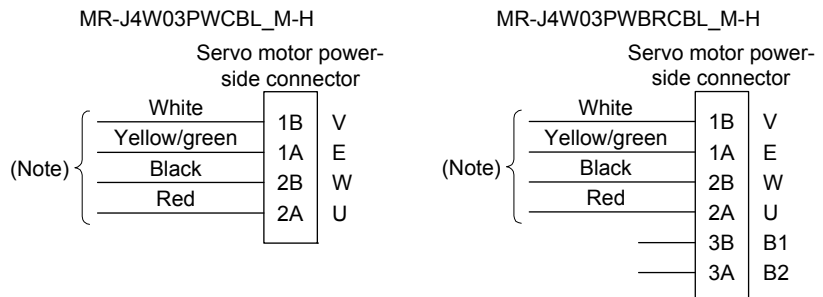 MR-J4W03PWCBL_M-H
Servo motor power-
side connector
White
1B V
Yellow/green
1A E
(Note)
Black
2B W
Red
2A U
MR-J4W03PWBRCBL_M-H
Servo motor power-
side connector
White
1B V
Yellow/green
1A E
(Note)
Black
2B W
Red
2A U
3B B1
3A B2